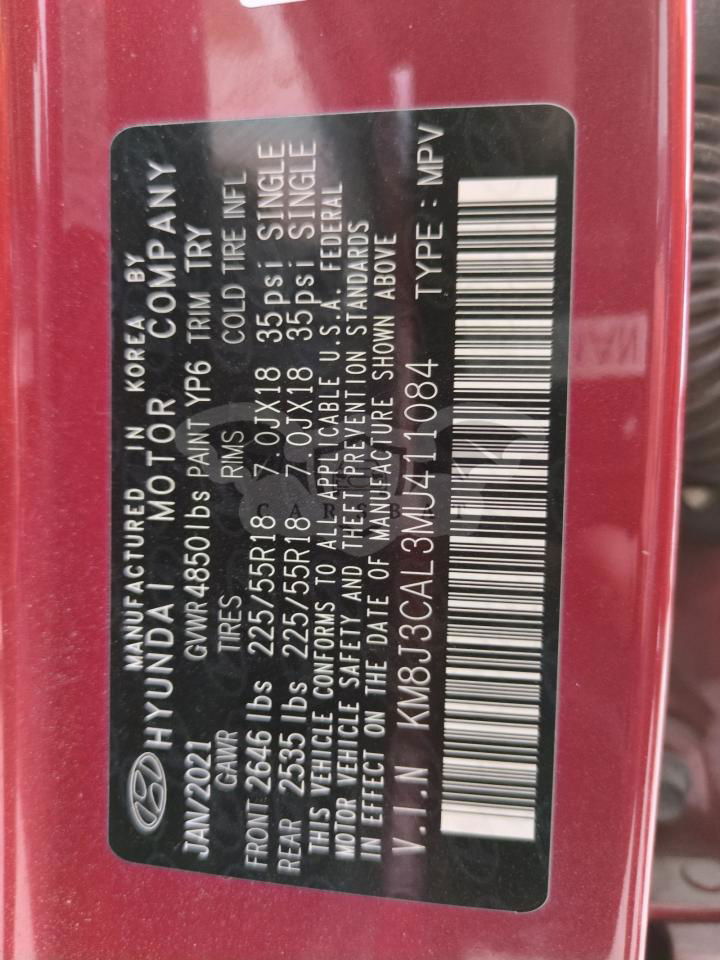 MANUFACTURED IN KOREA BY
HYUNDAI MOTOR COMPANY
JAN/2021 GVWR 4850lbs PAINT YP6 TRIM TRY
GAWR TIRES RIMS COLD TIRE INFL
FRONT 2646 lbs 225/55R18 7.0JX18 35psi SINGLE
REAR 2535 lbs 225/55R18 7.0JX18 35psi SINGLE
THIS VEHICLE CONFORMS TO ALL APPLICABLE U.S.A. FEDERAL
MOTOR VEHICLE SAFETY AND THEFT PREVENTION STANDARDS
IN EFFECT ON THE DATE OF MANUFACTURE SHOWN ABOVE
V.I.N KM8J3CAL3MU411084 TYPE : MPV